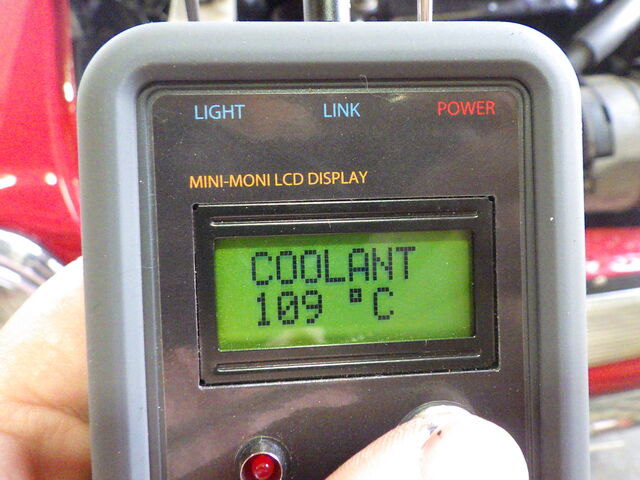 LIGHT LINK POWER
MINI-MONI LCD DISPLAY
COOLANT
109 °C